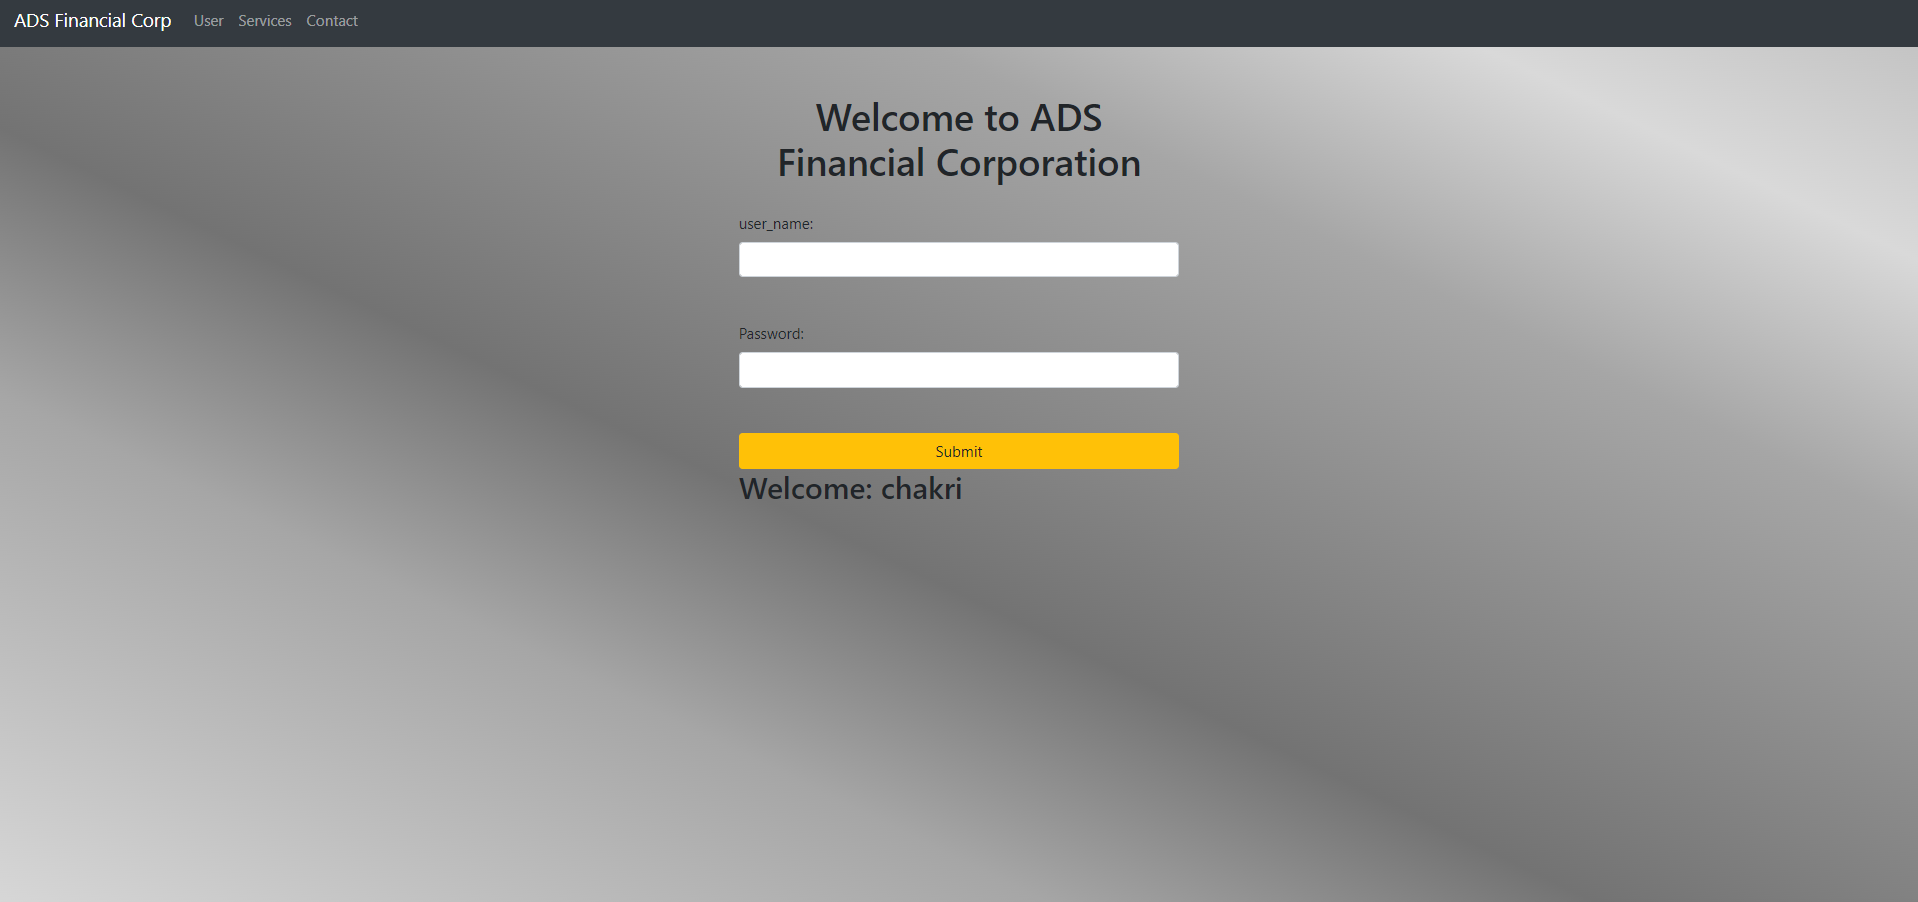 ADS Financial Corp User Services Contact
Welcome to ADS
Financial Corporation
user_name:
Password:
Submit
Welcome: chakri